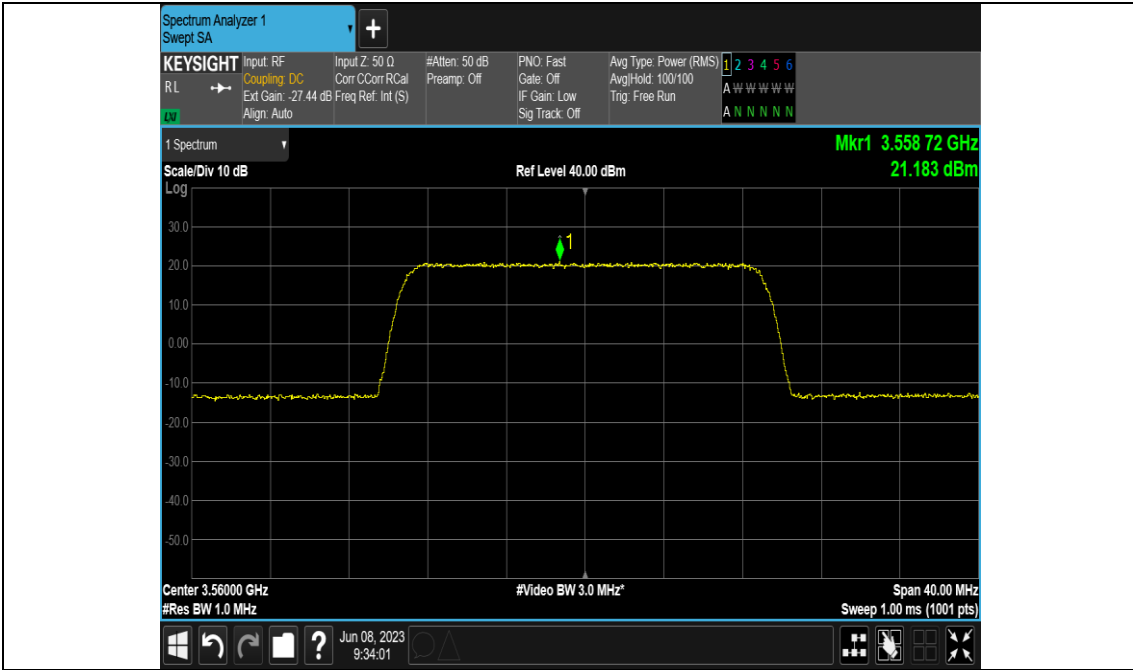 Spectrum Analyzer 1
Swept SA
+
KEYSIGHT
RL
LXI
Input: RF
Coupling: DC
Ext Gain: -27.44 dB
Align: Auto
Input Z: 50 Ω
Corr CCorr RCal
Freq Ref: Int (S)
#Atten: 50 dB
Preamp: Off
PNO: Fast
Gate: Off
IF Gain: Low
Sig Track: Off
Avg Type: Power (RMS)
Avg|Hold: 100/100
Trig: Free Run
1 2 3 4 5 6
A W W W W W
A N N N N N
1 Spectrum
Mkr1 3.558 72 GHz
21.183 dBm
Scale/Div 10 dB
Ref Level 40.00 dBm
Log
30.0
20.0
10.0
0.00
-10.0
-20.0
-30.0
-40.0
-50.0
1
Center 3.56000 GHz
#Video BW 3.0 MHz*
Span 40.00 MHz
#Res BW 1.0 MHz
Sweep 1.00 ms (1001 pts)
?
Jun 08, 2023
9:34:01